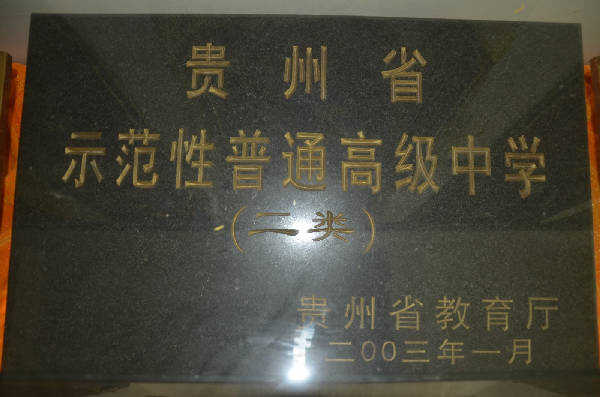 贵州省
示范性普通高级中学
(二类)
贵州省教育厅
二00三年一月